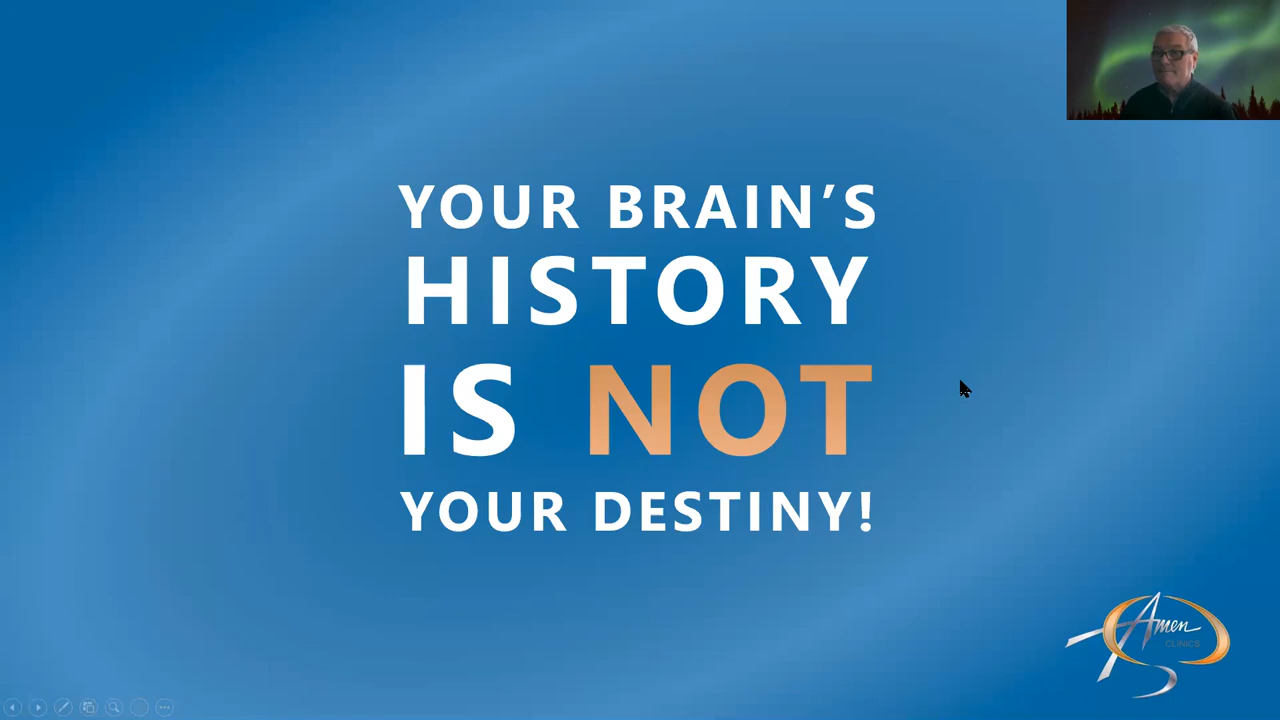 YOUR BRAIN’S
HISTORY
IS NOT
YOUR DESTINY!
Amen
CLINICS